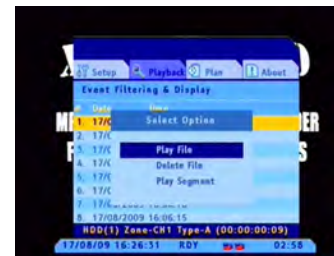 Setup Playback Plan About
Event Filtering & Display
# Date Time
1. 17/0
Select Option
2. 17/0
3. 17/0
Play File
4. 17/0
Delete File
5. 17/0
Play Segment
6. 17/0
7. 17/0
8. 17/08/2009 16:06:15
HDD(1) Zone-CH1 Type-A (00:00:00:09)
17/08/09 16:26:31 RDY 02:58